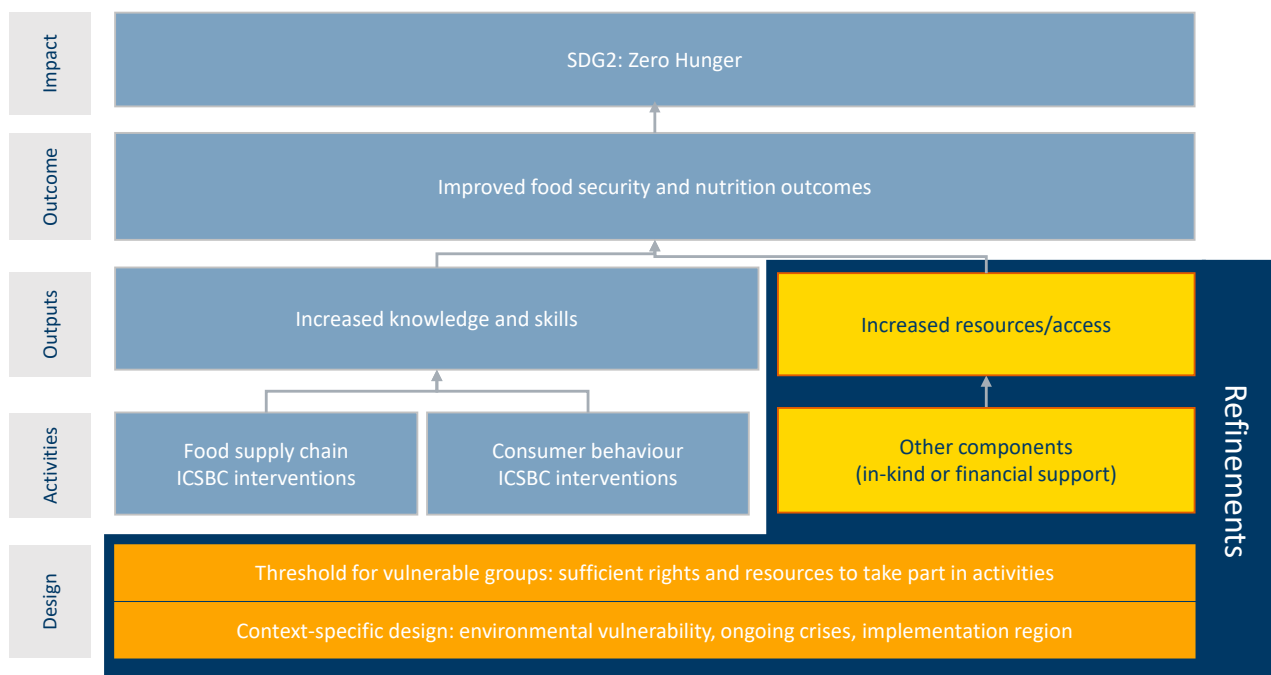 Impact
SDG2: Zero Hunger
Outcome
Improved food security and nutrition outcomes
Outputs
Increased knowledge and skills
Increased resources/access
Refinements
Activities
Food supply chain
ICSBC interventions
Consumer behaviour
ICSBC interventions
Other components
(in-kind or financial support)
Design
Threshold for vulnerable groups: sufficient rights and resources to take part in activities
Context-specific design: environmental vulnerability, ongoing crises, implementation region